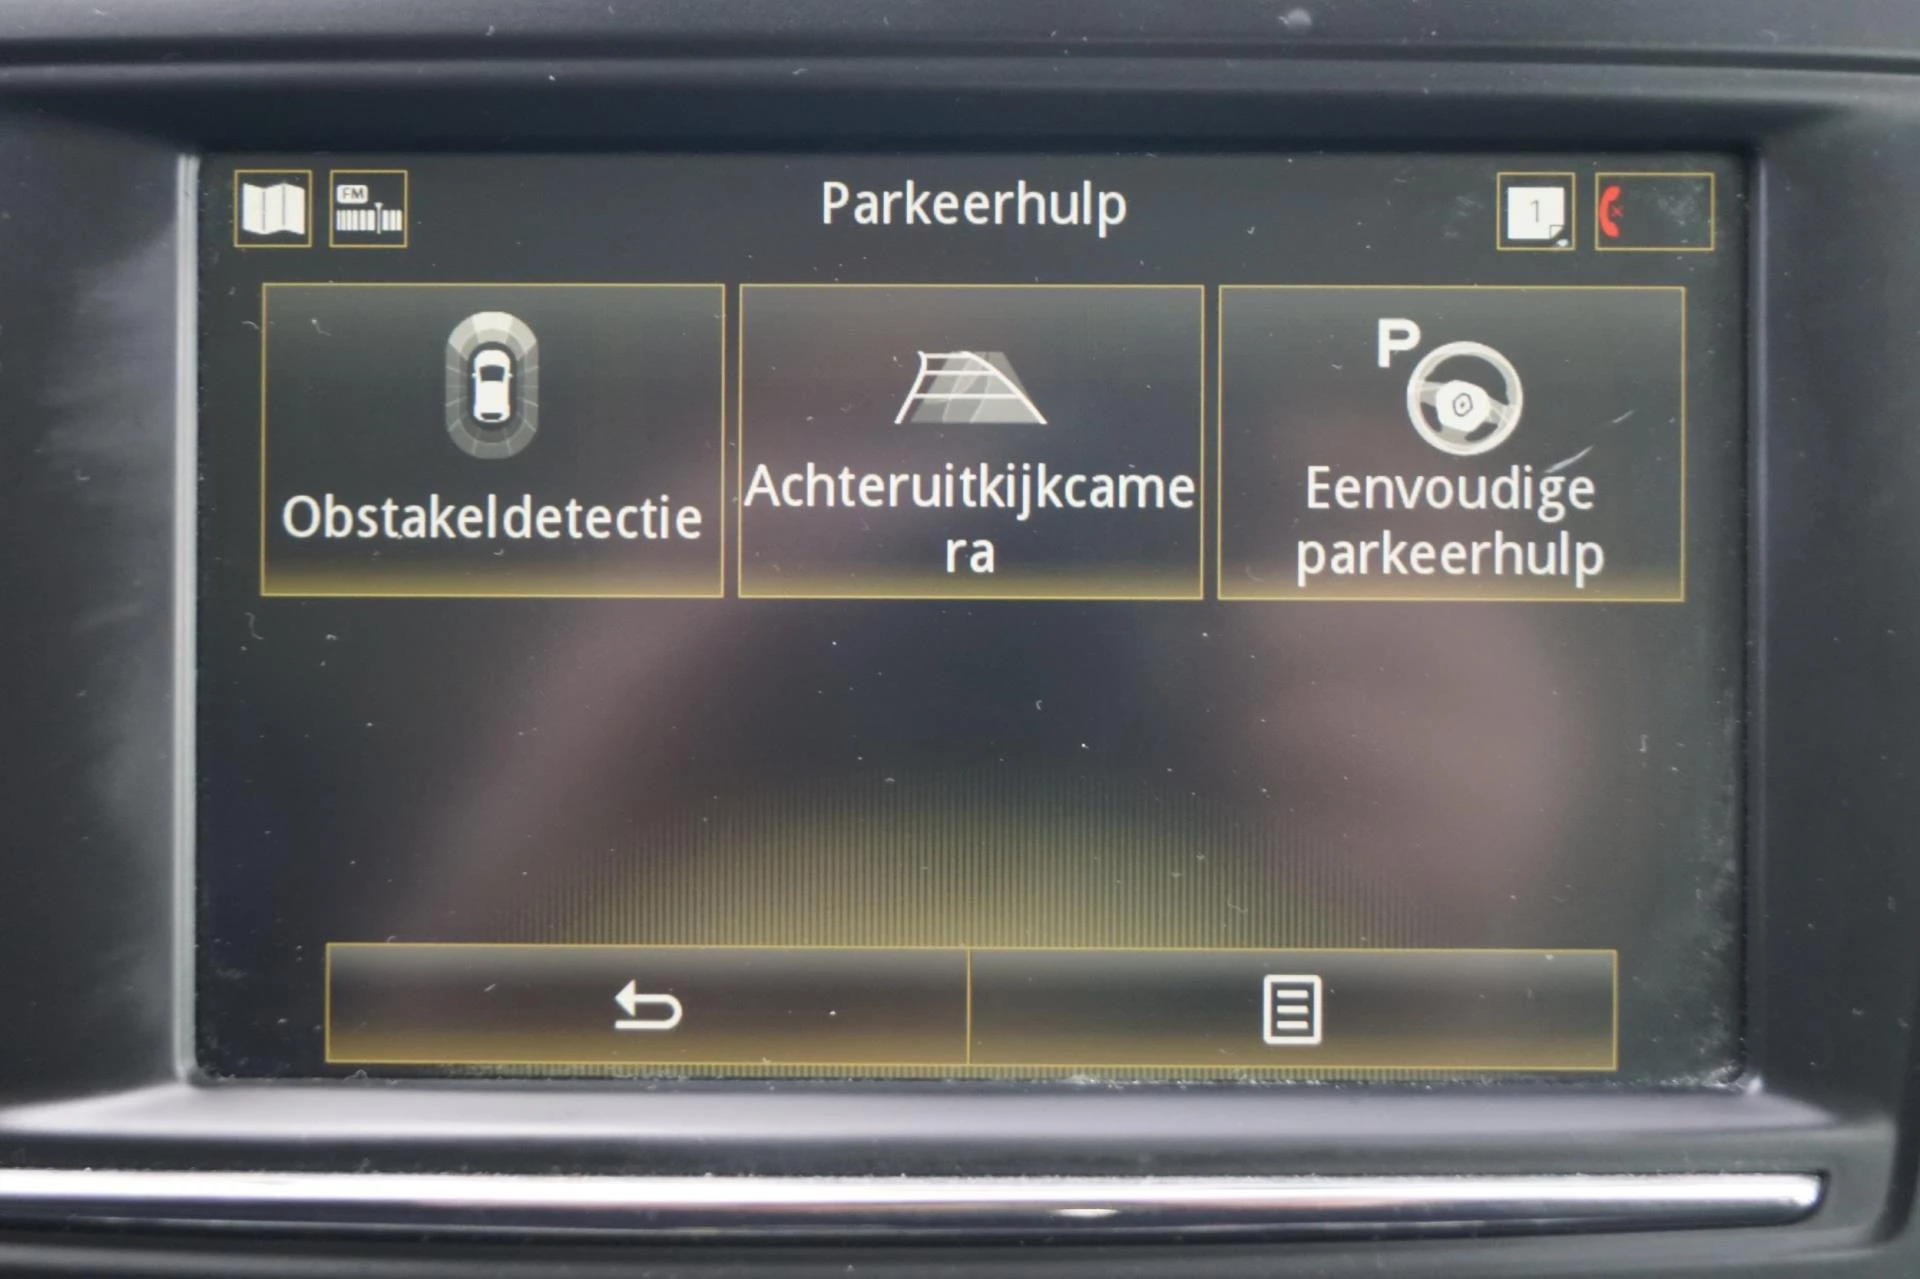 FM
Parkeerhulp
1
P
Obstakeldetectie
Achteruitkijkcame
ra
Eenvoudige
parkeerhulp